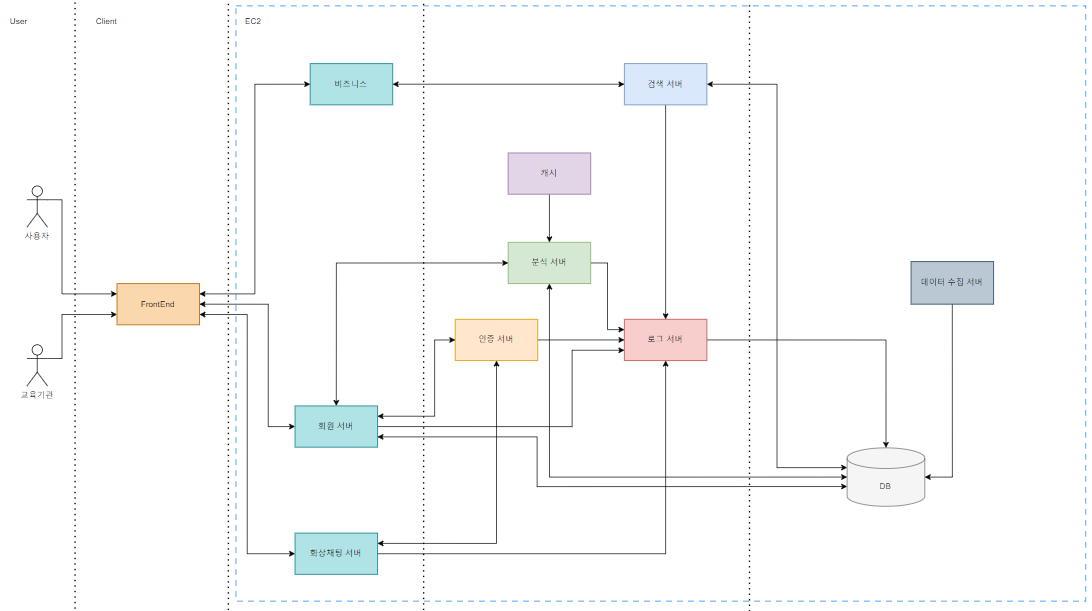 User
Client
EC2
비즈니스
검색 서버
캐시
사용자
분석 서버
데이터 수집 서버
FrontEnd
인증 서버
로그 서버
교육기관
회원 서버
DB
화상채팅 서버